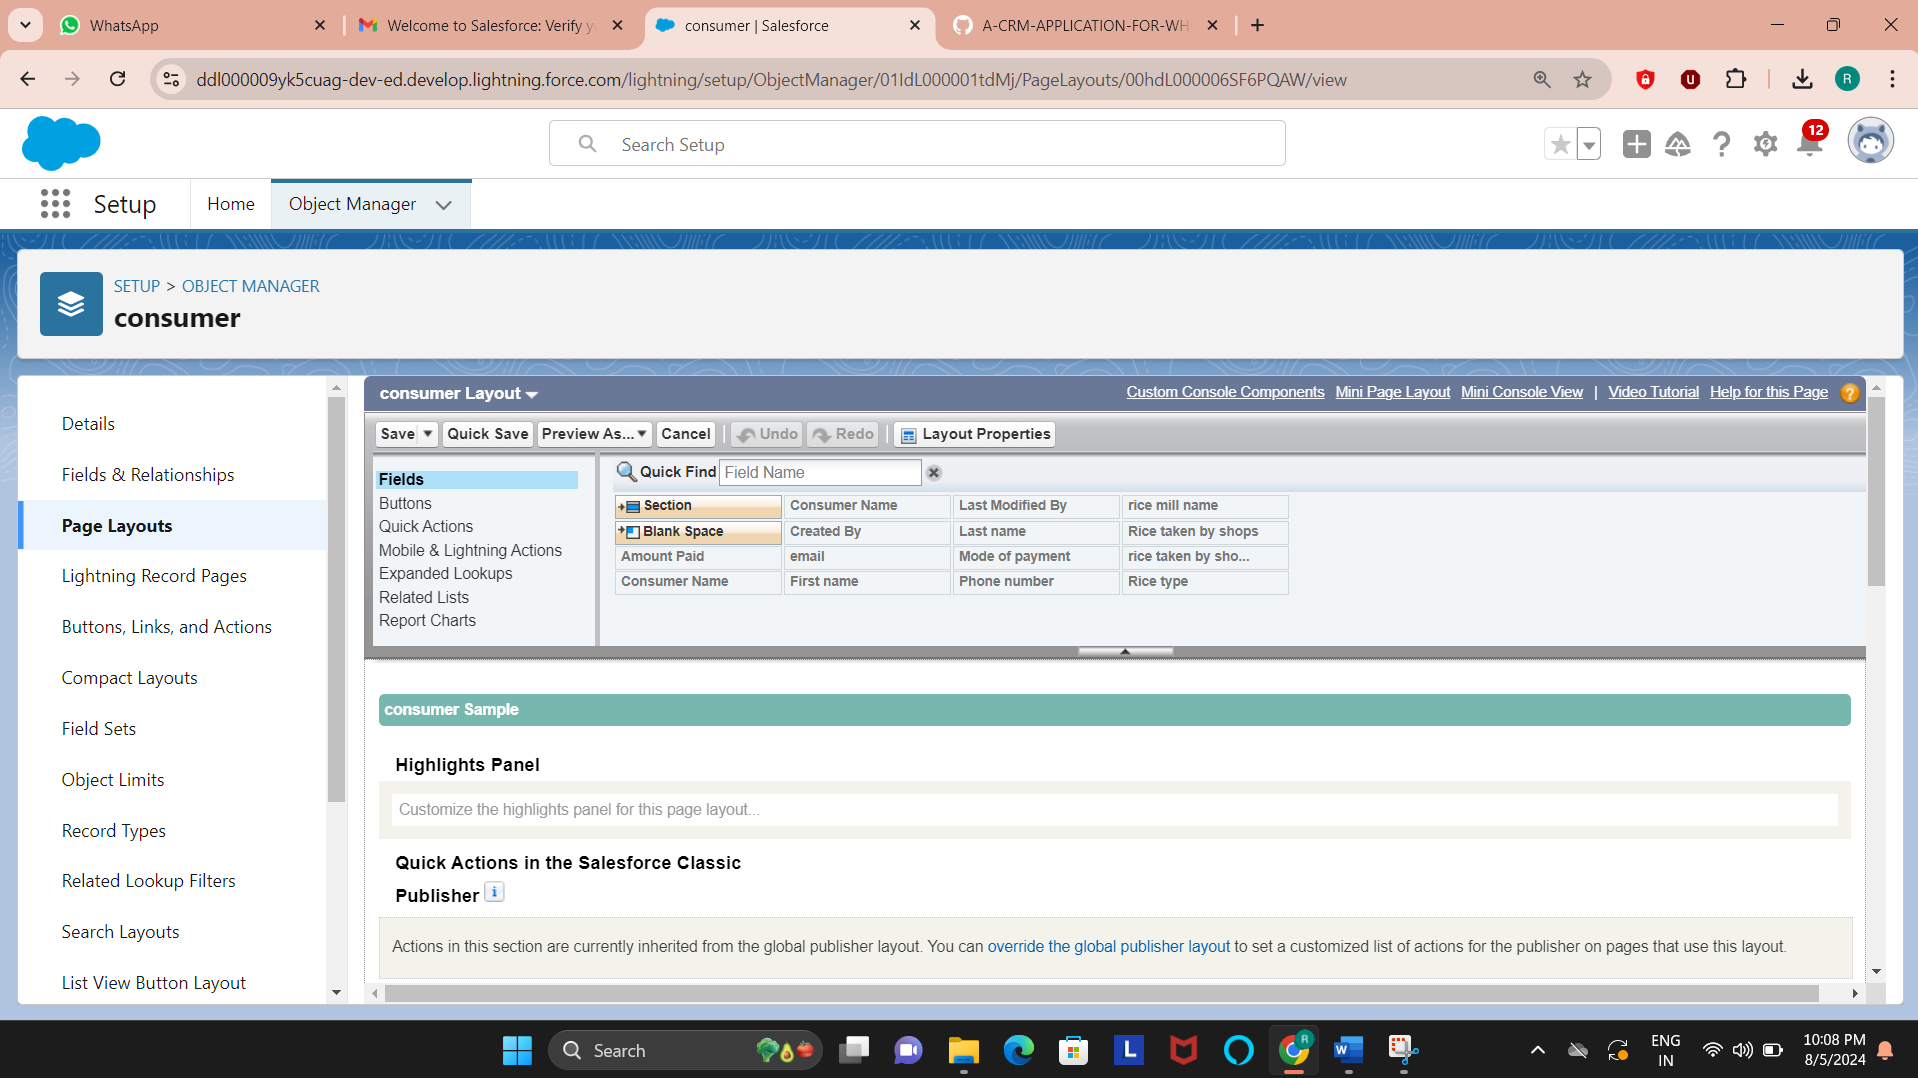 WhatsApp
Welcome to Salesforce: Verify yo
consumer | Salesforce
A-CRM-APPLICATION-FOR-WH
ddl000009yk5cuag-dev-ed.develop.lightning.force.com/lightning/setup/ObjectManager/01IdL000001tdMj/PageLayouts/00hdL000006SF6PQAW/view
R
Search Setup
12
Setup
Home
Object Manager
SETUP > OBJECT MANAGER
consumer
Details
Fields & Relationships
Page Layouts
Lightning Record Pages
Buttons, Links, and Actions
Compact Layouts
Field Sets
Object Limits
Record Types
Related Lookup Filters
Search Layouts
List View Button Layout
consumer Layout
Custom Console Components Mini Page Layout Mini Console View | Video Tutorial Help for this Page ?
Save Quick Save Preview As... Cancel Undo Redo Layout Properties
Fields
Buttons
Quick Actions
Mobile & Lightning Actions
Expanded Lookups
Related Lists
Report Charts
Quick Find Field Name
Section Consumer Name Last Modified By rice mill name
Blank Space Created By Last name Rice taken by shops
Amount Paid email Mode of payment rice taken by sho...
Consumer Name First name Phone number Rice type
consumer Sample
Highlights Panel
Customize the highlights panel for this page layout...
Quick Actions in the Salesforce Classic
Publisher i
Actions in this section are currently inherited from the global publisher layout. You can override the global publisher layout to set a customized list of actions for the publisher on pages that use this layout.
Search
L
R
W
ENG
IN
10:08 PM
8/5/2024